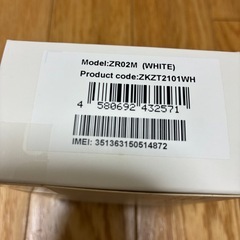 Model:ZR02M (WHITE)
Product code:ZKZT2101WH
4 580692 432571
IMEI: 351363150514872